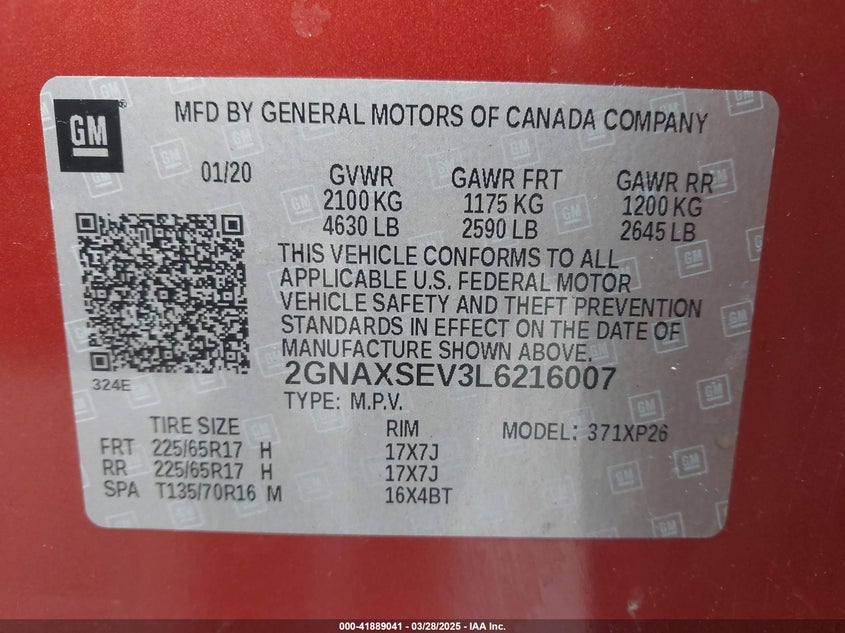 GM
MFD BY GENERAL MOTORS OF CANADA COMPANY
01/20 GVWR GAWR FRT GAWR RR
2100 KG 1175 KG 1200 KG
4630 LB 2590 LB 2645 LB
THIS VEHICLE CONFORMS TO ALL
APPLICABLE U.S. FEDERAL MOTOR
VEHICLE SAFETY AND THEFT PREVENTION
STANDARDS IN EFFECT ON THE DATE OF
MANUFACTURE SHOWN ABOVE.
324E
2GNAXSEV3L6216007
TYPE: M.P.V.
TIRE SIZE RIM MODEL: 371XP26
FRT 225/65R17 H 17X7J
RR 225/65R17 H 17X7J
SPA T135/70R16 M 16X4BT
000-41889041 — 03/28/2025 — IAA Inc.